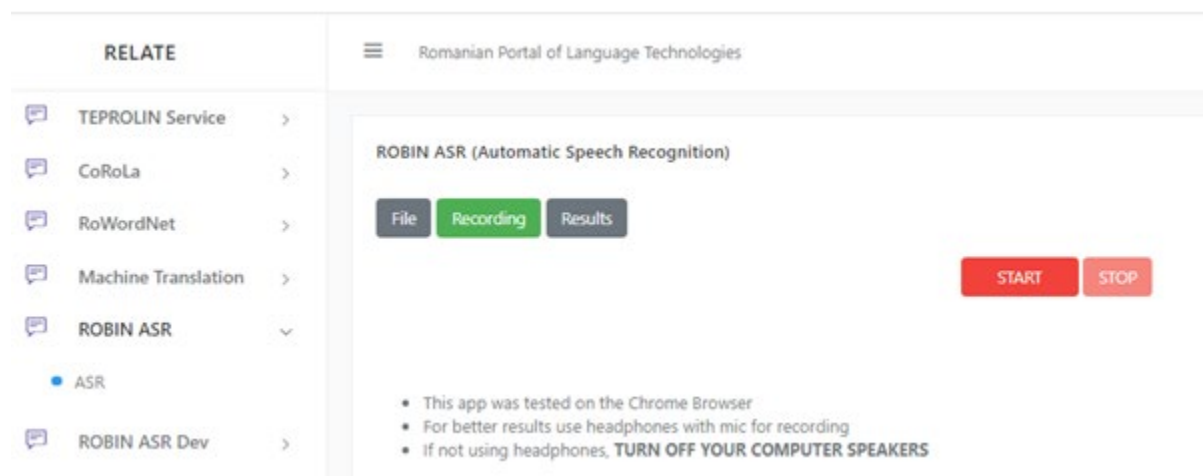 RELATE
Romanian Portal of Language Technologies
TEPROLIN Service
CoRoLa
RoWordNet
Machine Translation
ROBIN ASR
ASR
ROBIN ASR Dev
ROBIN ASR (Automatic Speech Recognition)
File Recording Results
START STOP
• This app was tested on the Chrome Browser
• For better results use headphones with mic for recording
• If not using headphones, TURN OFF YOUR COMPUTER SPEAKERS